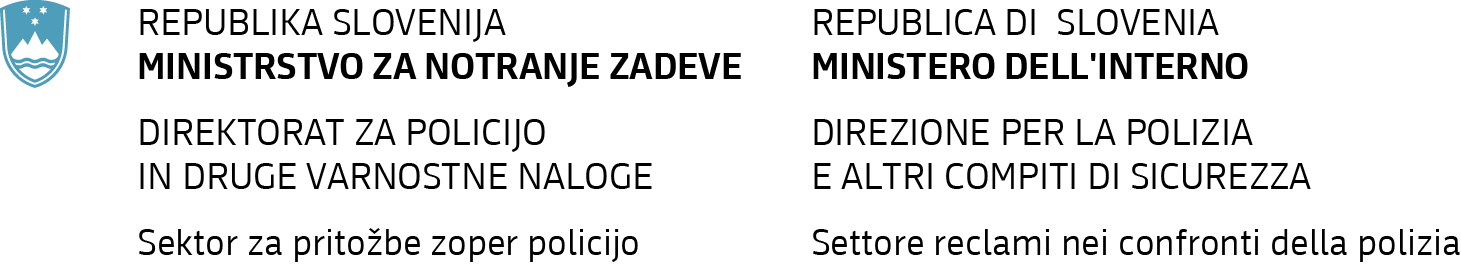 REPUBLIKA SLOVENIJA
MINISTRSTVO ZA NOTRANJE ZADEVE
DIREKTORAT ZA POLICIJO
IN DRUGE VARNOSTNE NALOGE
Sektor za pritožbe zoper policijo
REPUBLICA DI SLOVENIA
MINISTERO DELL'INTERNO
DIREZIONE PER LA POLIZIA
E ALTRI COMPITI DI SICUREZZA
Settore reclami nei confronti della polizia